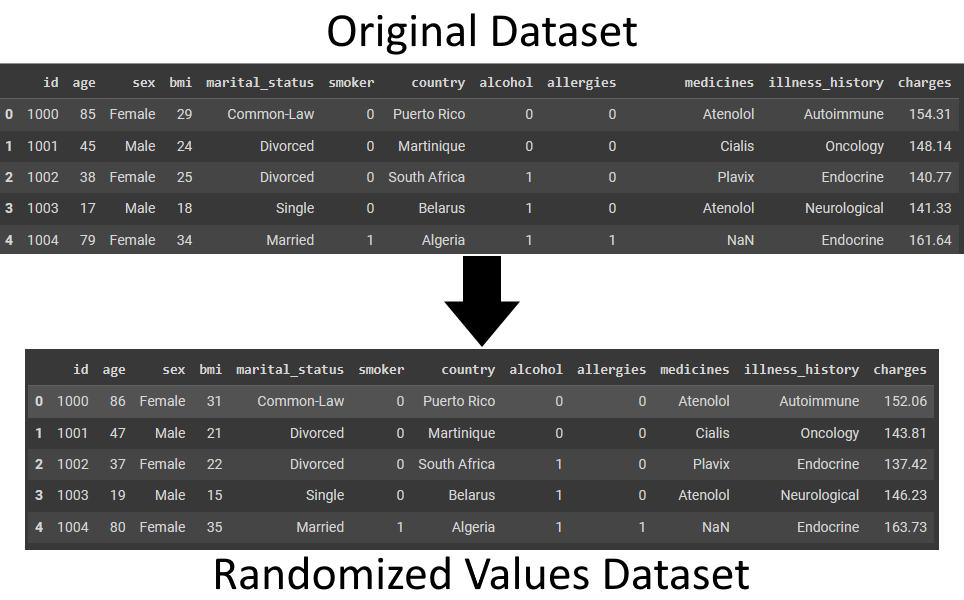 Original Dataset
id age sex bmi marital_status smoker country alcohol allergies medicines illness_history charges
0 1000 85 Female 29 Common-Law 0 Puerto Rico 0 0 Atenolol Autoimmune 154.31
1 1001 45 Male 24 Divorced 0 Martinique 0 0 Cialis Oncology 148.14
2 1002 38 Female 25 Divorced 0 South Africa 1 0 Plavix Endocrine 140.77
3 1003 17 Male 18 Single 0 Belarus 1 0 Atenolol Neurological 141.33
4 1004 79 Female 34 Married 1 Algeria 1 1 NaN Endocrine 161.64
id age sex bmi marital_status smoker country alcohol allergies medicines illness_history charges
0 1000 86 Female 31 Common-Law 0 Puerto Rico 0 0 Atenolol Autoimmune 152.06
1 1001 47 Male 21 Divorced 0 Martinique 0 0 Cialis Oncology 143.81
2 1002 37 Female 22 Divorced 0 South Africa 1 0 Plavix Endocrine 137.42
3 1003 19 Male 15 Single 0 Belarus 1 0 Atenolol Neurological 146.23
4 1004 80 Female 35 Married 1 Algeria 1 1 NaN Endocrine 163.73
Randomized Values Dataset